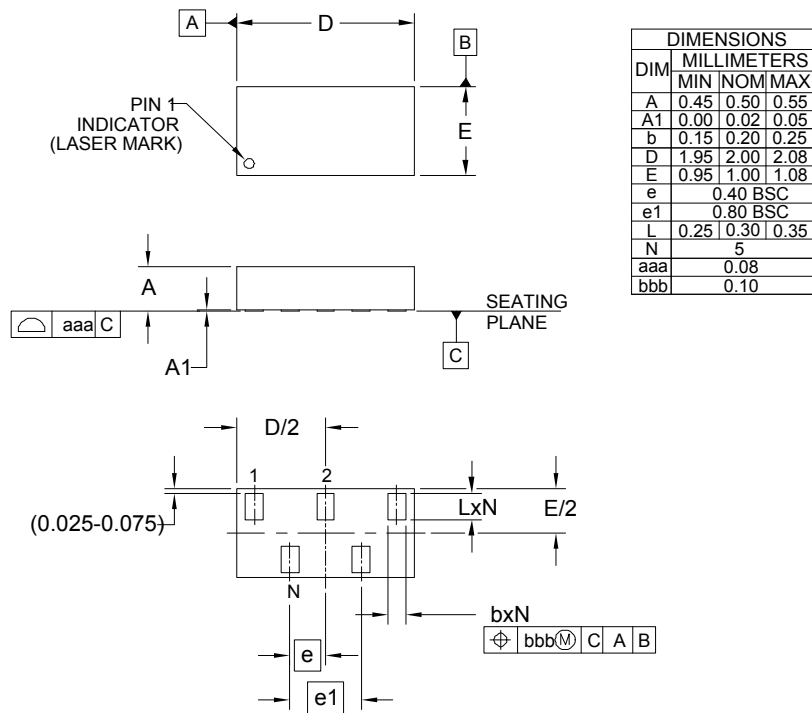 A
D
B
PIN 1
INDICATOR
(LASER MARK)
E
DIMENSIONS
DIM MILLIMETERS
MIN NOM MAX
A 0.45 0.50 0.55
A1 0.00 0.02 0.05
b 0.15 0.20 0.25
D 1.95 2.00 2.08
E 0.95 1.00 1.08
e 0.40 BSC
e1 0.80 BSC
L 0.25 0.30 0.35
N 5
aaa 0.08
bbb 0.10
A
aaa C
A1
SEATING
PLANE
C
D/2
1 2
(0.025-0.075)
LxN
E/2
N
bxN
bbb Ⓜ C A B
e
e1